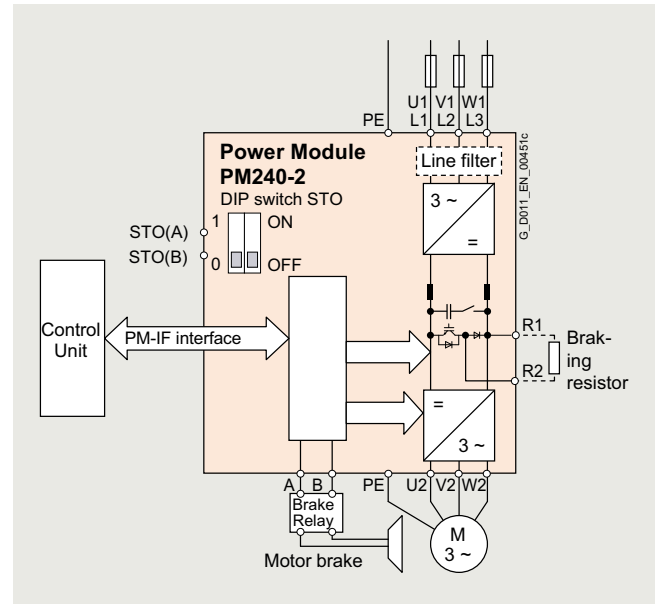 U1 V1 W1
PE L1 L2 L3
Power Module
PM240-2
DIP switch STO
Line filter
G_D011_EN_00451c
3 ~
=
STO(A) 1 ON
STO(B) 0 OFF
Control
Unit
PM-IF interface
R1
R2
Brak-
ing
resistor
=
3 ~
A B PE U2 V2 W2
Brake
Relay
Motor brake
M
3 ~